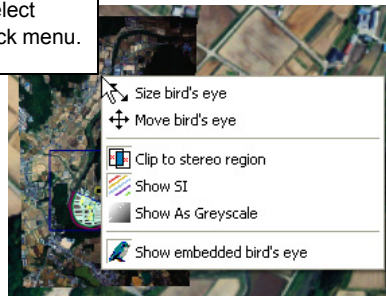 elect
ck menu.
Size bird's eye
Move bird's eye
Clip to stereo region
Show SI
Show As Greyscale
Show embedded bird's eye